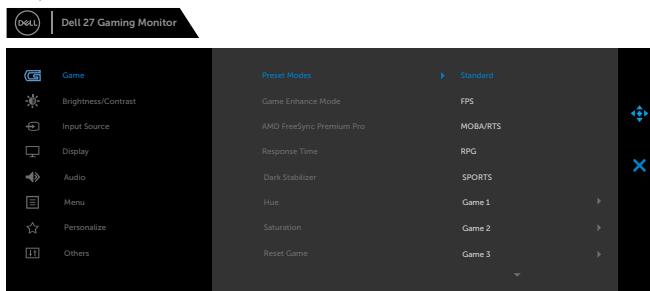 DELL
Dell 27 Gaming Monitor
Game
Preset Modes
Standard
Brightness/Contrast
Game Enhance Mode
FPS
Input Source
AMD FreeSync Premium Pro
MOBA/RTS
Display
Response Time
RPG
Audio
Dark Stabilizer
SPORTS
Menu
Hue
Game 1
Personalize
Saturation
Game 2
Others
Reset Game
Game 3